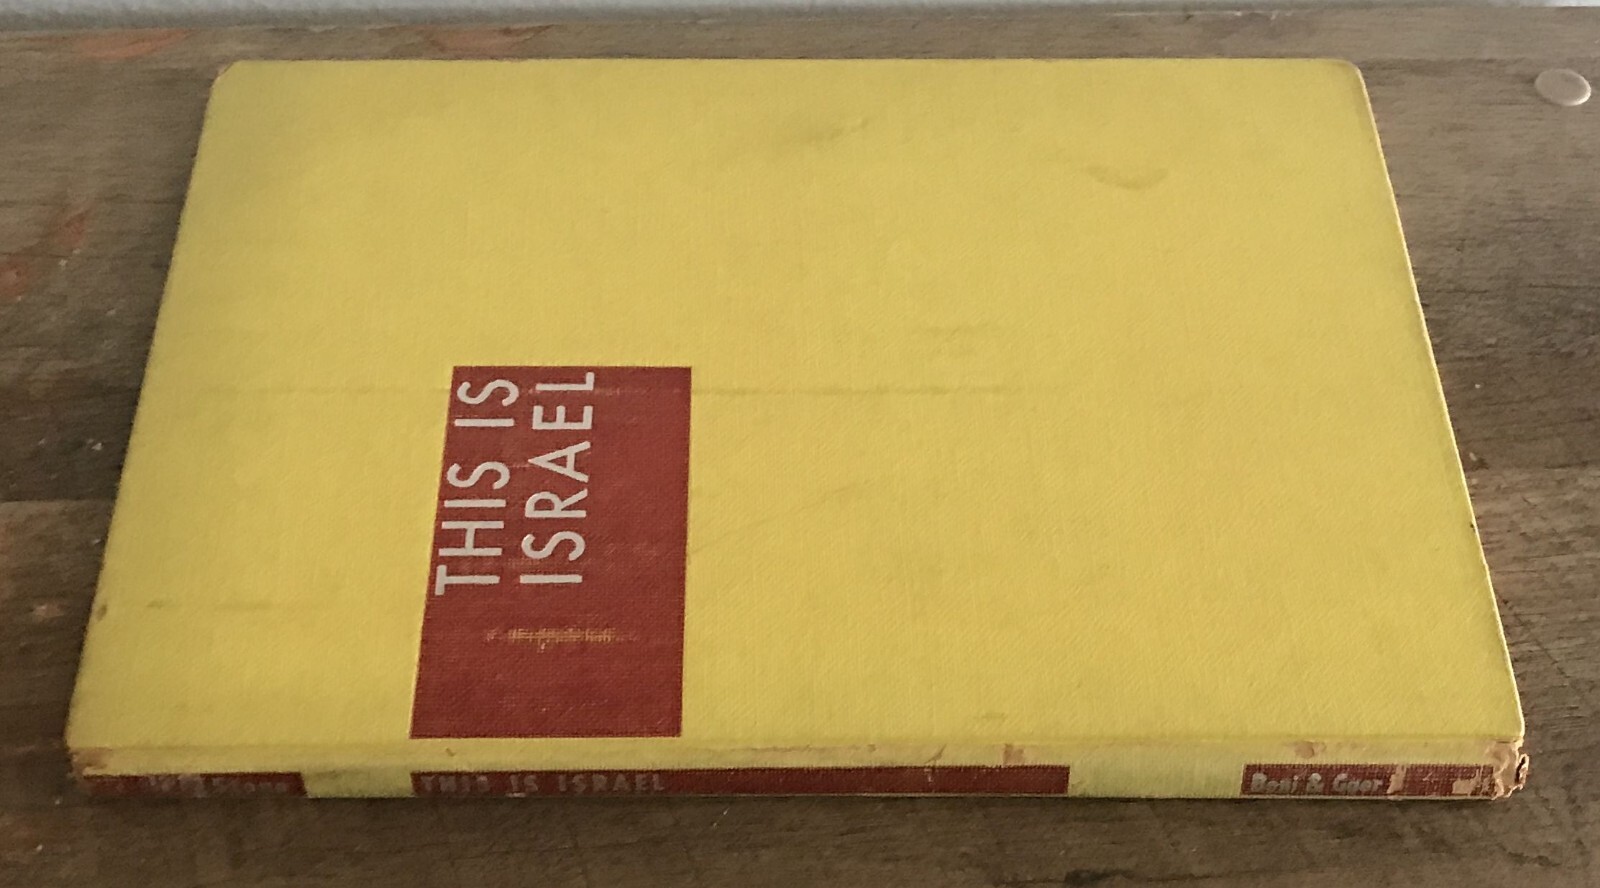 THIS IS
ISRAEL
THIS IS ISRAEL
Boni & Gaer